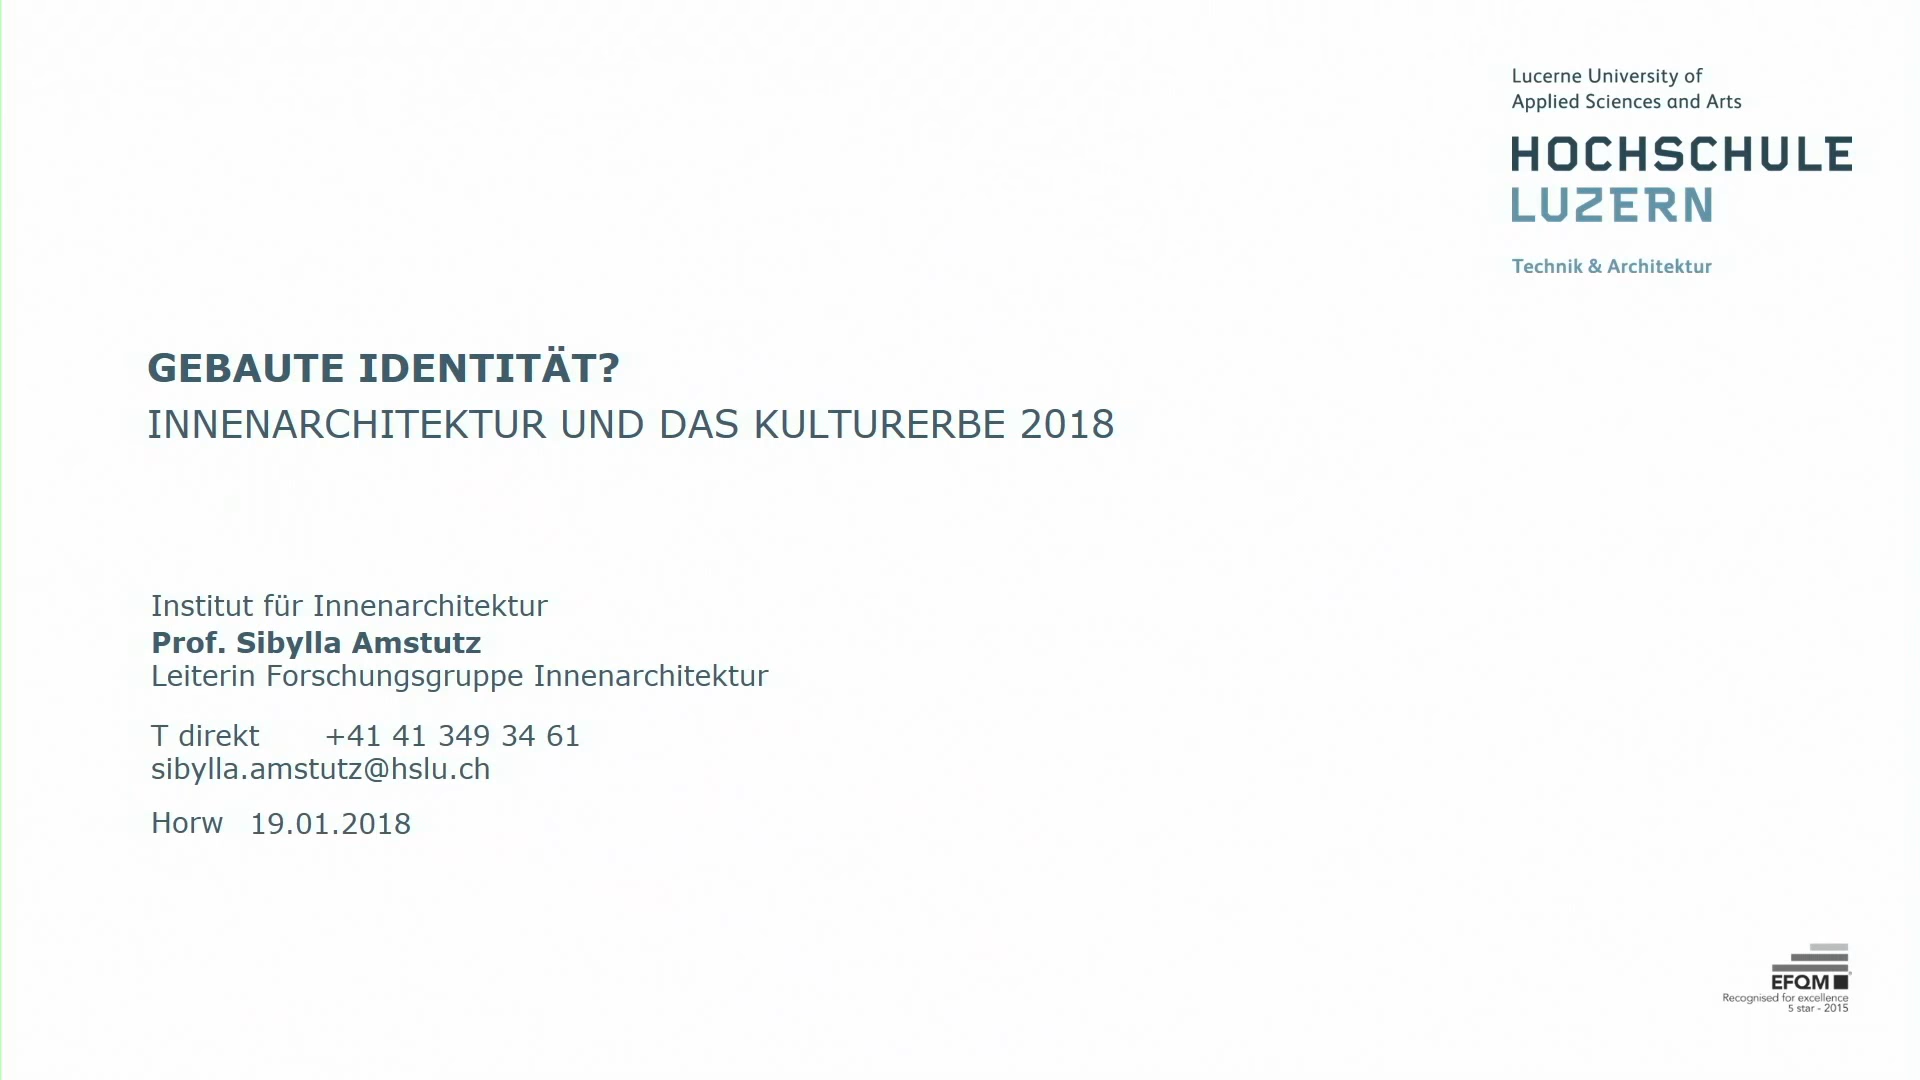 Lucerne University of
Applied Sciences and Arts
HOCHSCHULE
LUZERN
Technik & Architektur
GEBAUTE IDENTITÄT?
INNENARCHITEKTUR UND DAS KULTURERBE 2018
Institut für Innenarchitektur
Prof. Sibylla Amstutz
Leiterin Forschungsgruppe Innenarchitektur
T direkt +41 41 349 34 61
sibylla.amstutz@hslu.ch
Horw 19.01.2018
EFQM
Recognised for excellence
5 star - 2015